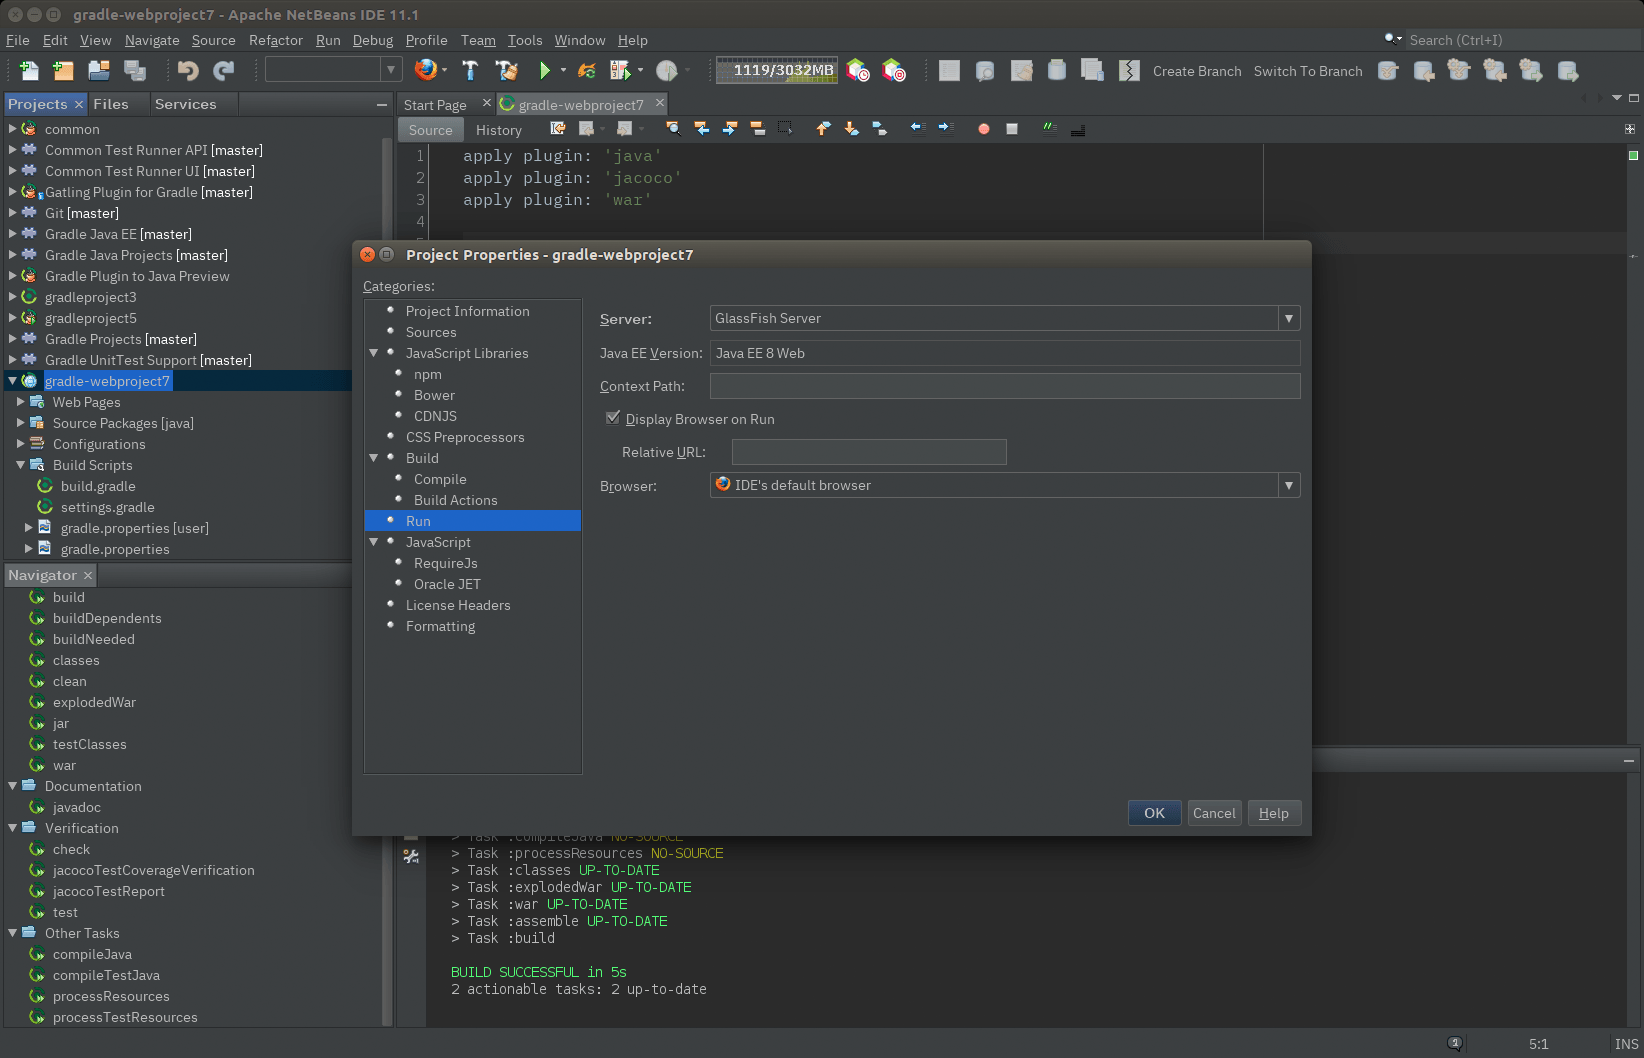 gradle-webproject7 - Apache NetBeans IDE 11.1
File Edit View Navigate Source Refactor Run Debug Profile Team Tools Window Help
Search (Ctrl+I)
1119/3032MB
Create Branch Switch To Branch
Projects Files Services
common
Common Test Runner API [master]
Common Test Runner UI [master]
Gatling Plugin for Gradle [master]
Git [master]
Gradle Java EE [master]
Gradle Java Projects [master]
Gradle Plugin to Java Preview
gradleproject3
gradleproject5
Gradle Projects [master]
Gradle UnitTest Support [master]
gradle-webproject7
Web Pages
Source Packages [java]
Configurations
Build Scripts
build.gradle
settings.gradle
gradle.properties [user]
gradle.properties
Navigator
build
buildDependents
buildNeeded
classes
clean
explodedWar
jar
testClasses
war
Documentation
javadoc
Verification
check
jacocoTestCoverageVerification
jacocoTestReport
test
Other Tasks
compileJava
compileTestJava
processResources
processTestResources
Start Page gradle-webproject7
Source History
1 apply plugin: 'java'
2 apply plugin: 'jacoco'
3 apply plugin: 'war'
4
Project Properties - gradle-webproject7
Categories:
Project Information
Sources
JavaScript Libraries
npm
Bower
CDNJS
CSS Preprocessors
Build
Compile
Build Actions
Run
JavaScript
RequireJs
Oracle JET
License Headers
Formatting
Server: GlassFish Server
Java EE Version: Java EE 8 Web
Context Path:
Display Browser on Run
Relative URL:
Browser: IDE's default browser
OK Cancel Help
> Task :compileJava NO-SOURCE
> Task :processResources NO-SOURCE
> Task :classes UP-TO-DATE
> Task :explodedWar UP-TO-DATE
> Task :war UP-TO-DATE
> Task :assemble UP-TO-DATE
> Task :build
BUILD SUCCESSFUL in 5s
2 actionable tasks: 2 up-to-date
5:1 INS